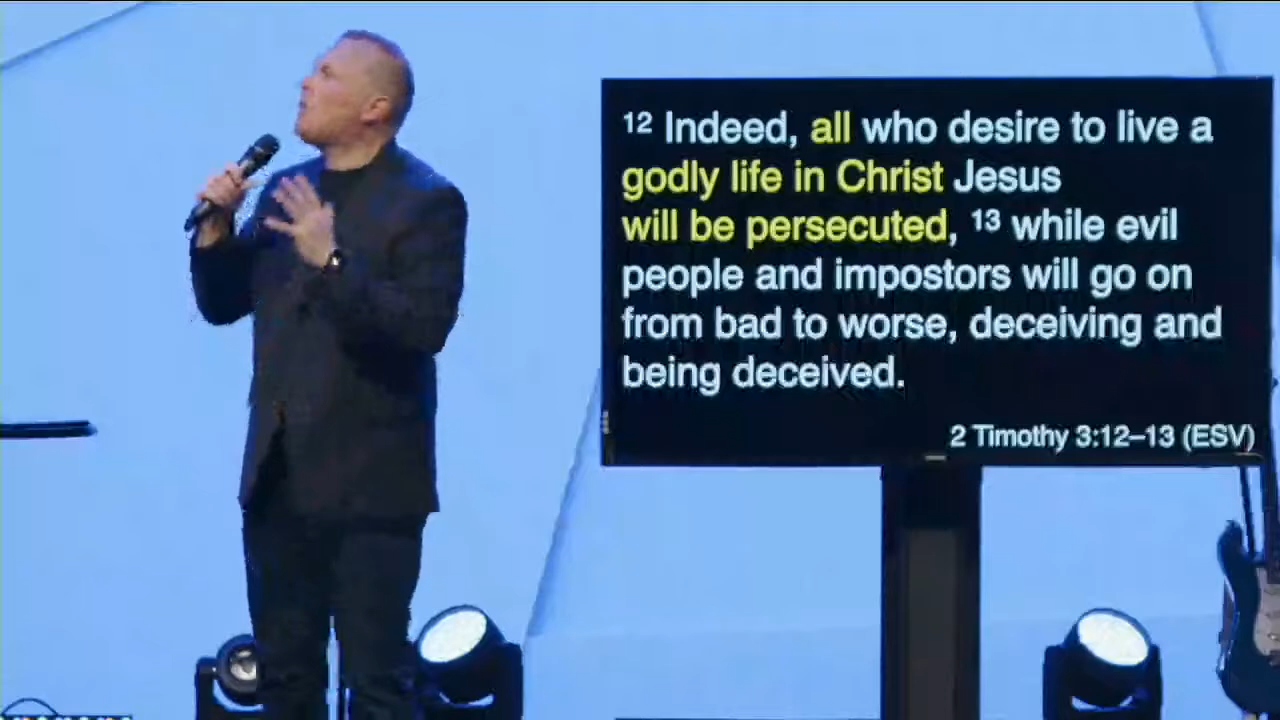 12 Indeed, all who desire to live a
godly life in Christ Jesus
will be persecuted, 13 while evil
people and impostors will go on
from bad to worse, deceiving and
being deceived.
2 Timothy 3:12–13 (ESV)